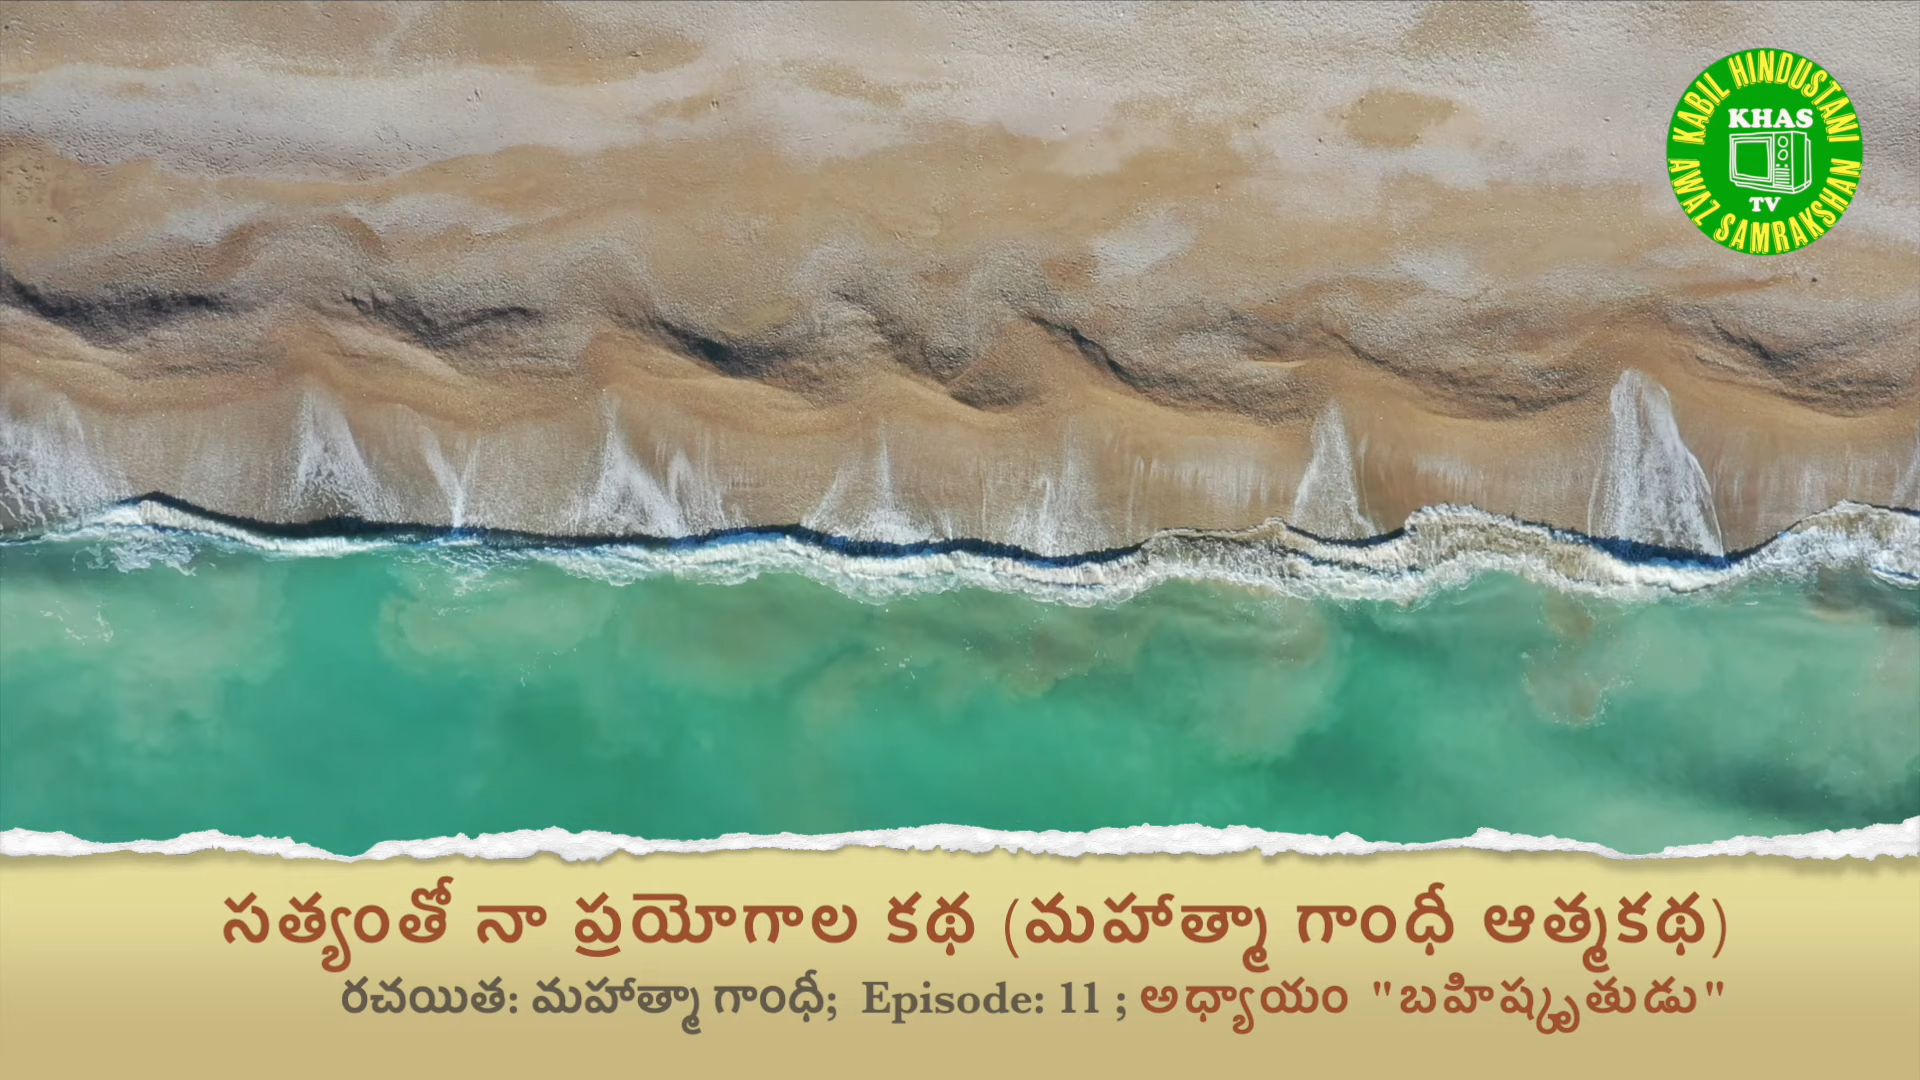 KABIL HINDUSTANI
KHAS
TV
AWAZ SAMRAKSHAN
సత్యంతో నా ప్రయోగాల కథ (మహాత్మా గాంధీ ఆత్మకథ)
రచయిత: మహాత్మా గాంధీ; Episode: 11 ; అధ్యాయం "బహిష్కృతుడు"